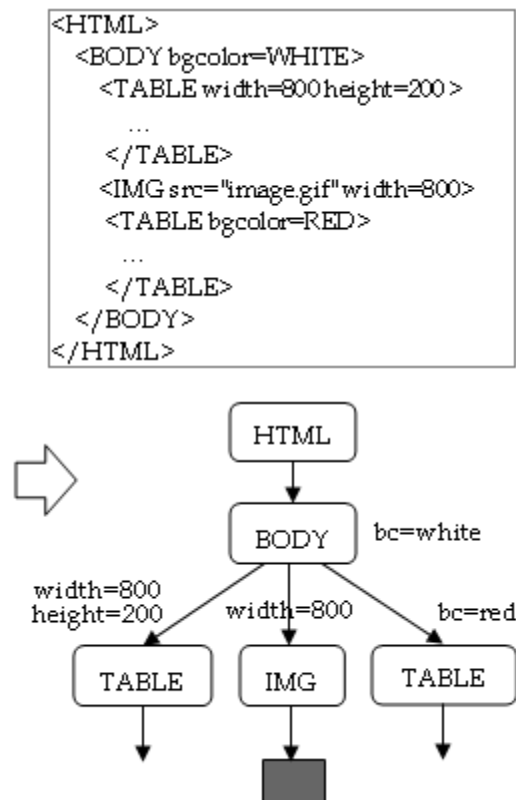 <HTML>
<BODY bgcolor=WHITE>
<TABLE width=800 height=200>
...
</TABLE>
<IMG src="image.gif" width=800>
<TABLE bgcolor=RED>
...
</TABLE>
</BODY>
</HTML>
HTML
BODY
bc=white
width=800
height=200
width=800
bc=red
TABLE
IMG
TABLE